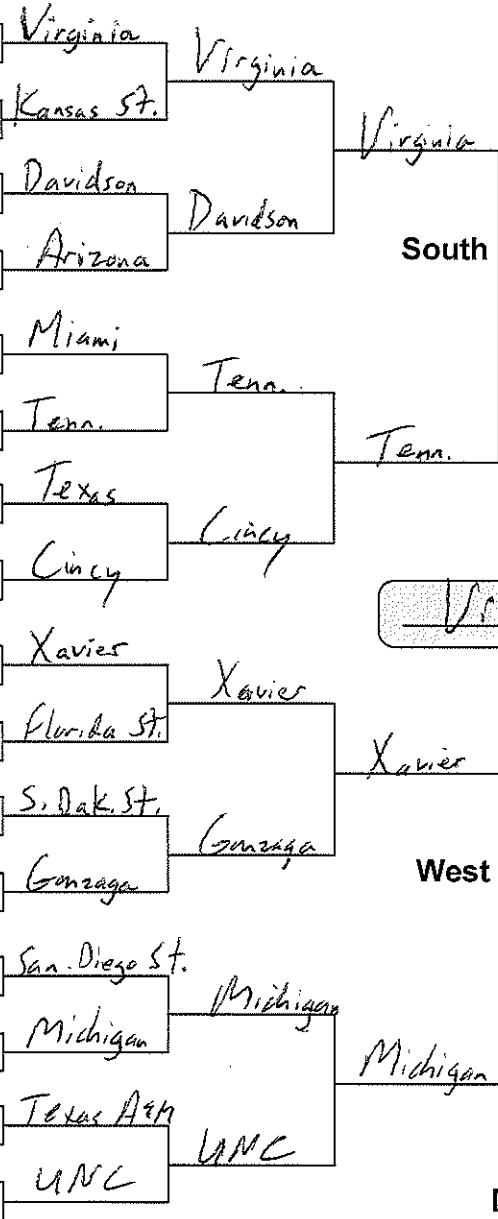 Virginia
Virginia
Kansas St.
Virginia
Davidson
Davidson
Arizona
South
Miami
Tenn.
Tenn.
Tenn.
Texas
Cincy
Cincy
Xavier
Xavier
Florida St.
Xavier
S. Dak. St.
Gonzaga
West
Gonzaga
San Diego St.
Michigan
Michigan
Michigan
Texas A&M
UNC
UNC